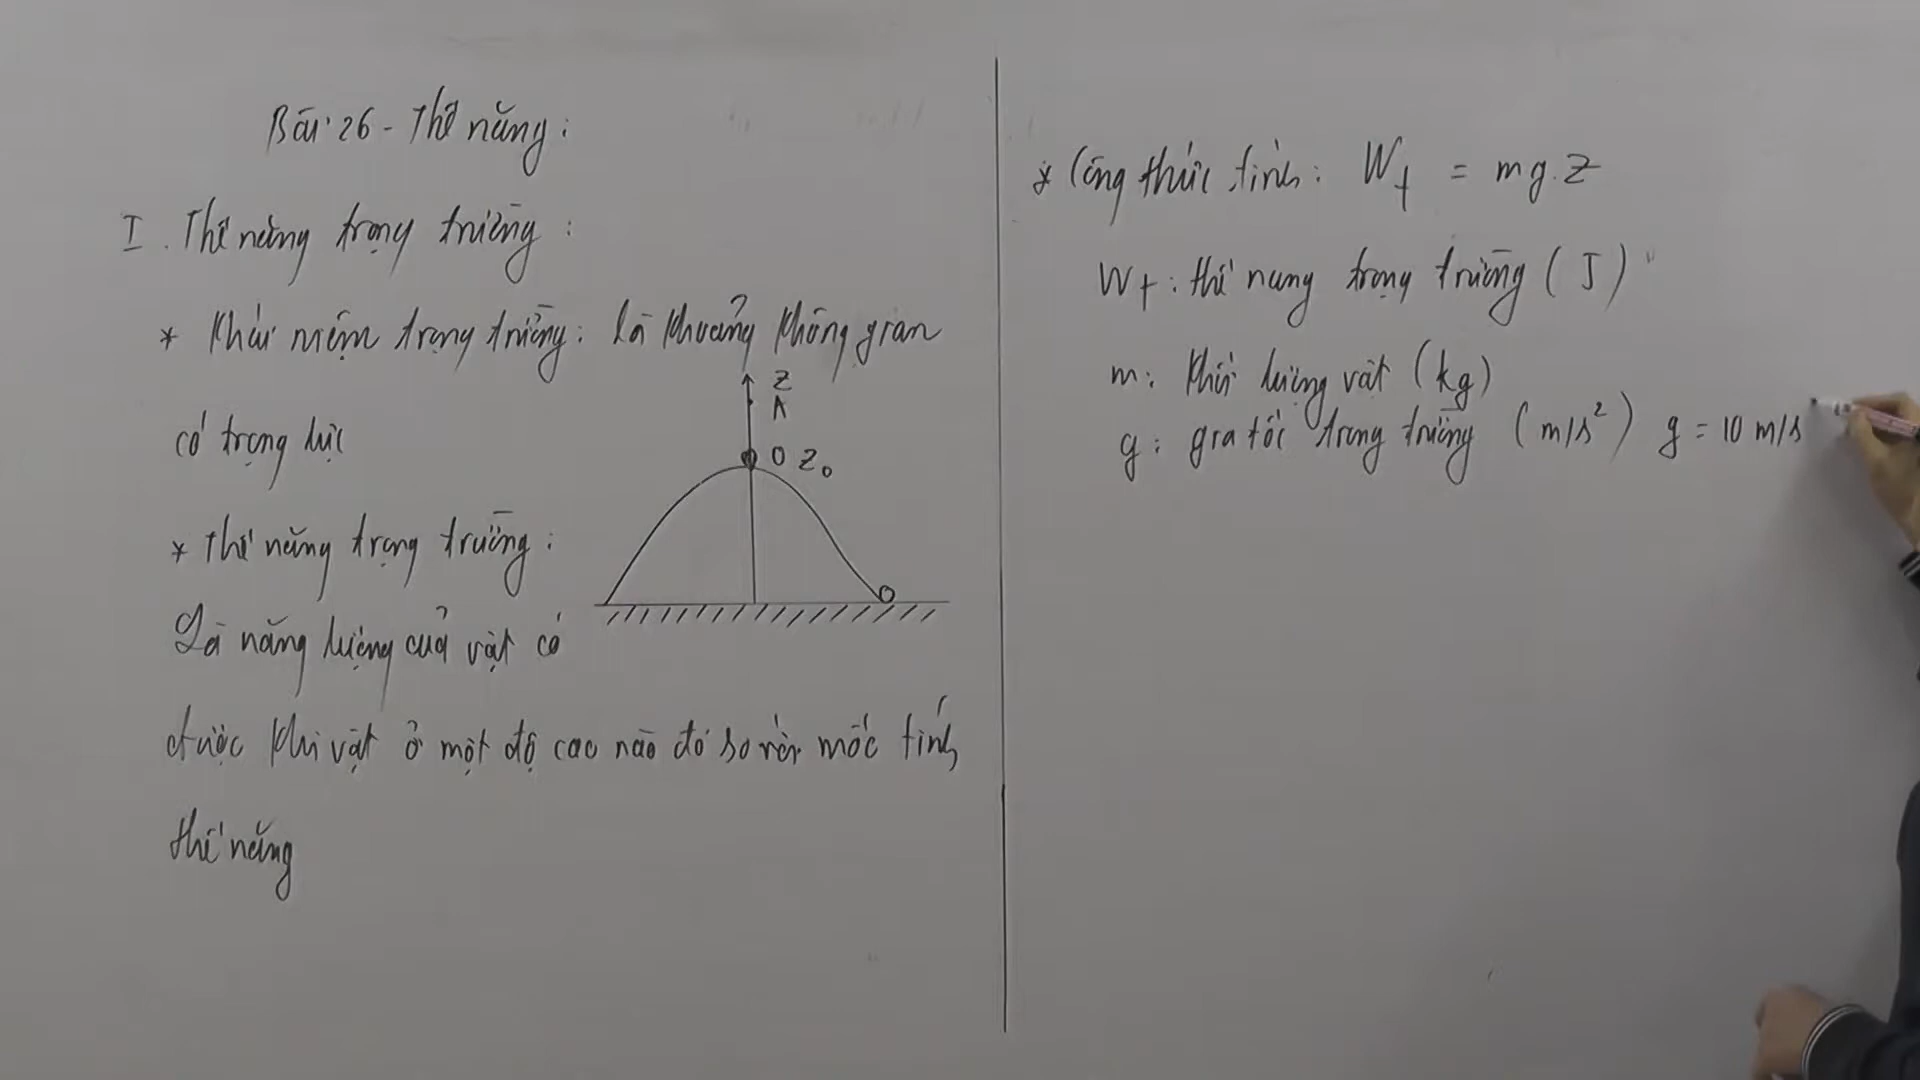 Bài 26 - Thế năng:
I. Thế năng trọng trường:
* Khái niệm trọng trường: là khoảng không gian
có trọng lực
Z
A
O Z₀
* Thế năng trọng trường:
Là năng lượng của vật có
được khi vật ở một độ cao nào đó so với mốc tính
thế năng
* Công thức tính: Wt = mg.Z
Wt: thế năng trọng trường (J)
m: khối lượng vật (kg)
g: gia tốc trọng trường (m/s²) g = 10 m/s